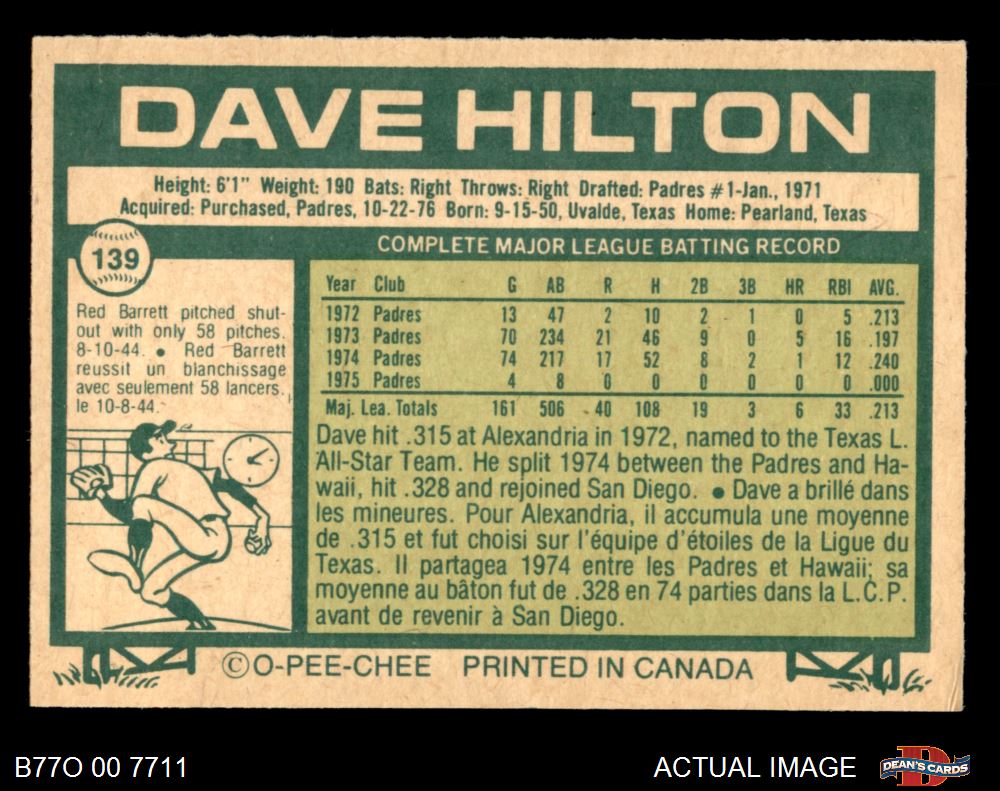 DAVE HILTON
Height: 6'1" Weight: 190 Bats: Right Throws: Right Drafted: Padres #1-Jan., 1971
Acquired: Purchased, Padres, 10-22-76 Born: 9-15-50, Uvalde, Texas Home: Pearland, Texas
139
Red Barrett pitched shut-
out with only 58 pitches.
8-10-44. ● Red Barrett
reussit un blanchissage
avec seulement 58 lancers.
le 10-8-44.
COMPLETE MAJOR LEAGUE BATTING RECORD
Year Club G AB R H 2B 3B HR RBI AVG.
1972 Padres 13 47 2 10 2 1 0 5 .213
1973 Padres 70 234 21 46 9 0 5 16 .197
1974 Padres 74 217 17 52 8 2 1 12 .240
1975 Padres 4 8 0 0 0 0 0 0 .000
Maj. Lea. Totals 161 506 40 108 19 3 6 33 .213
Dave hit .315 at Alexandria in 1972, named to the Texas L.
All-Star Team. He split 1974 between the Padres and Ha-
waii, hit .328 and rejoined San Diego. ● Dave a brillé dans
les mineures. Pour Alexandria, il accumula une moyenne
de .315 et fut choisi sur l'équipe d'étoiles de la Ligue du
Texas. Il partagea 1974 entre les Padres et Hawaii; sa
moyenne au bâton fut de .328 en 74 parties dans la L.C.P.
avant de revenir à San Diego.
©O-PEE-CHEE PRINTED IN CANADA
B77O 00 7711
ACTUAL IMAGE
D
DEAN'S CARDS